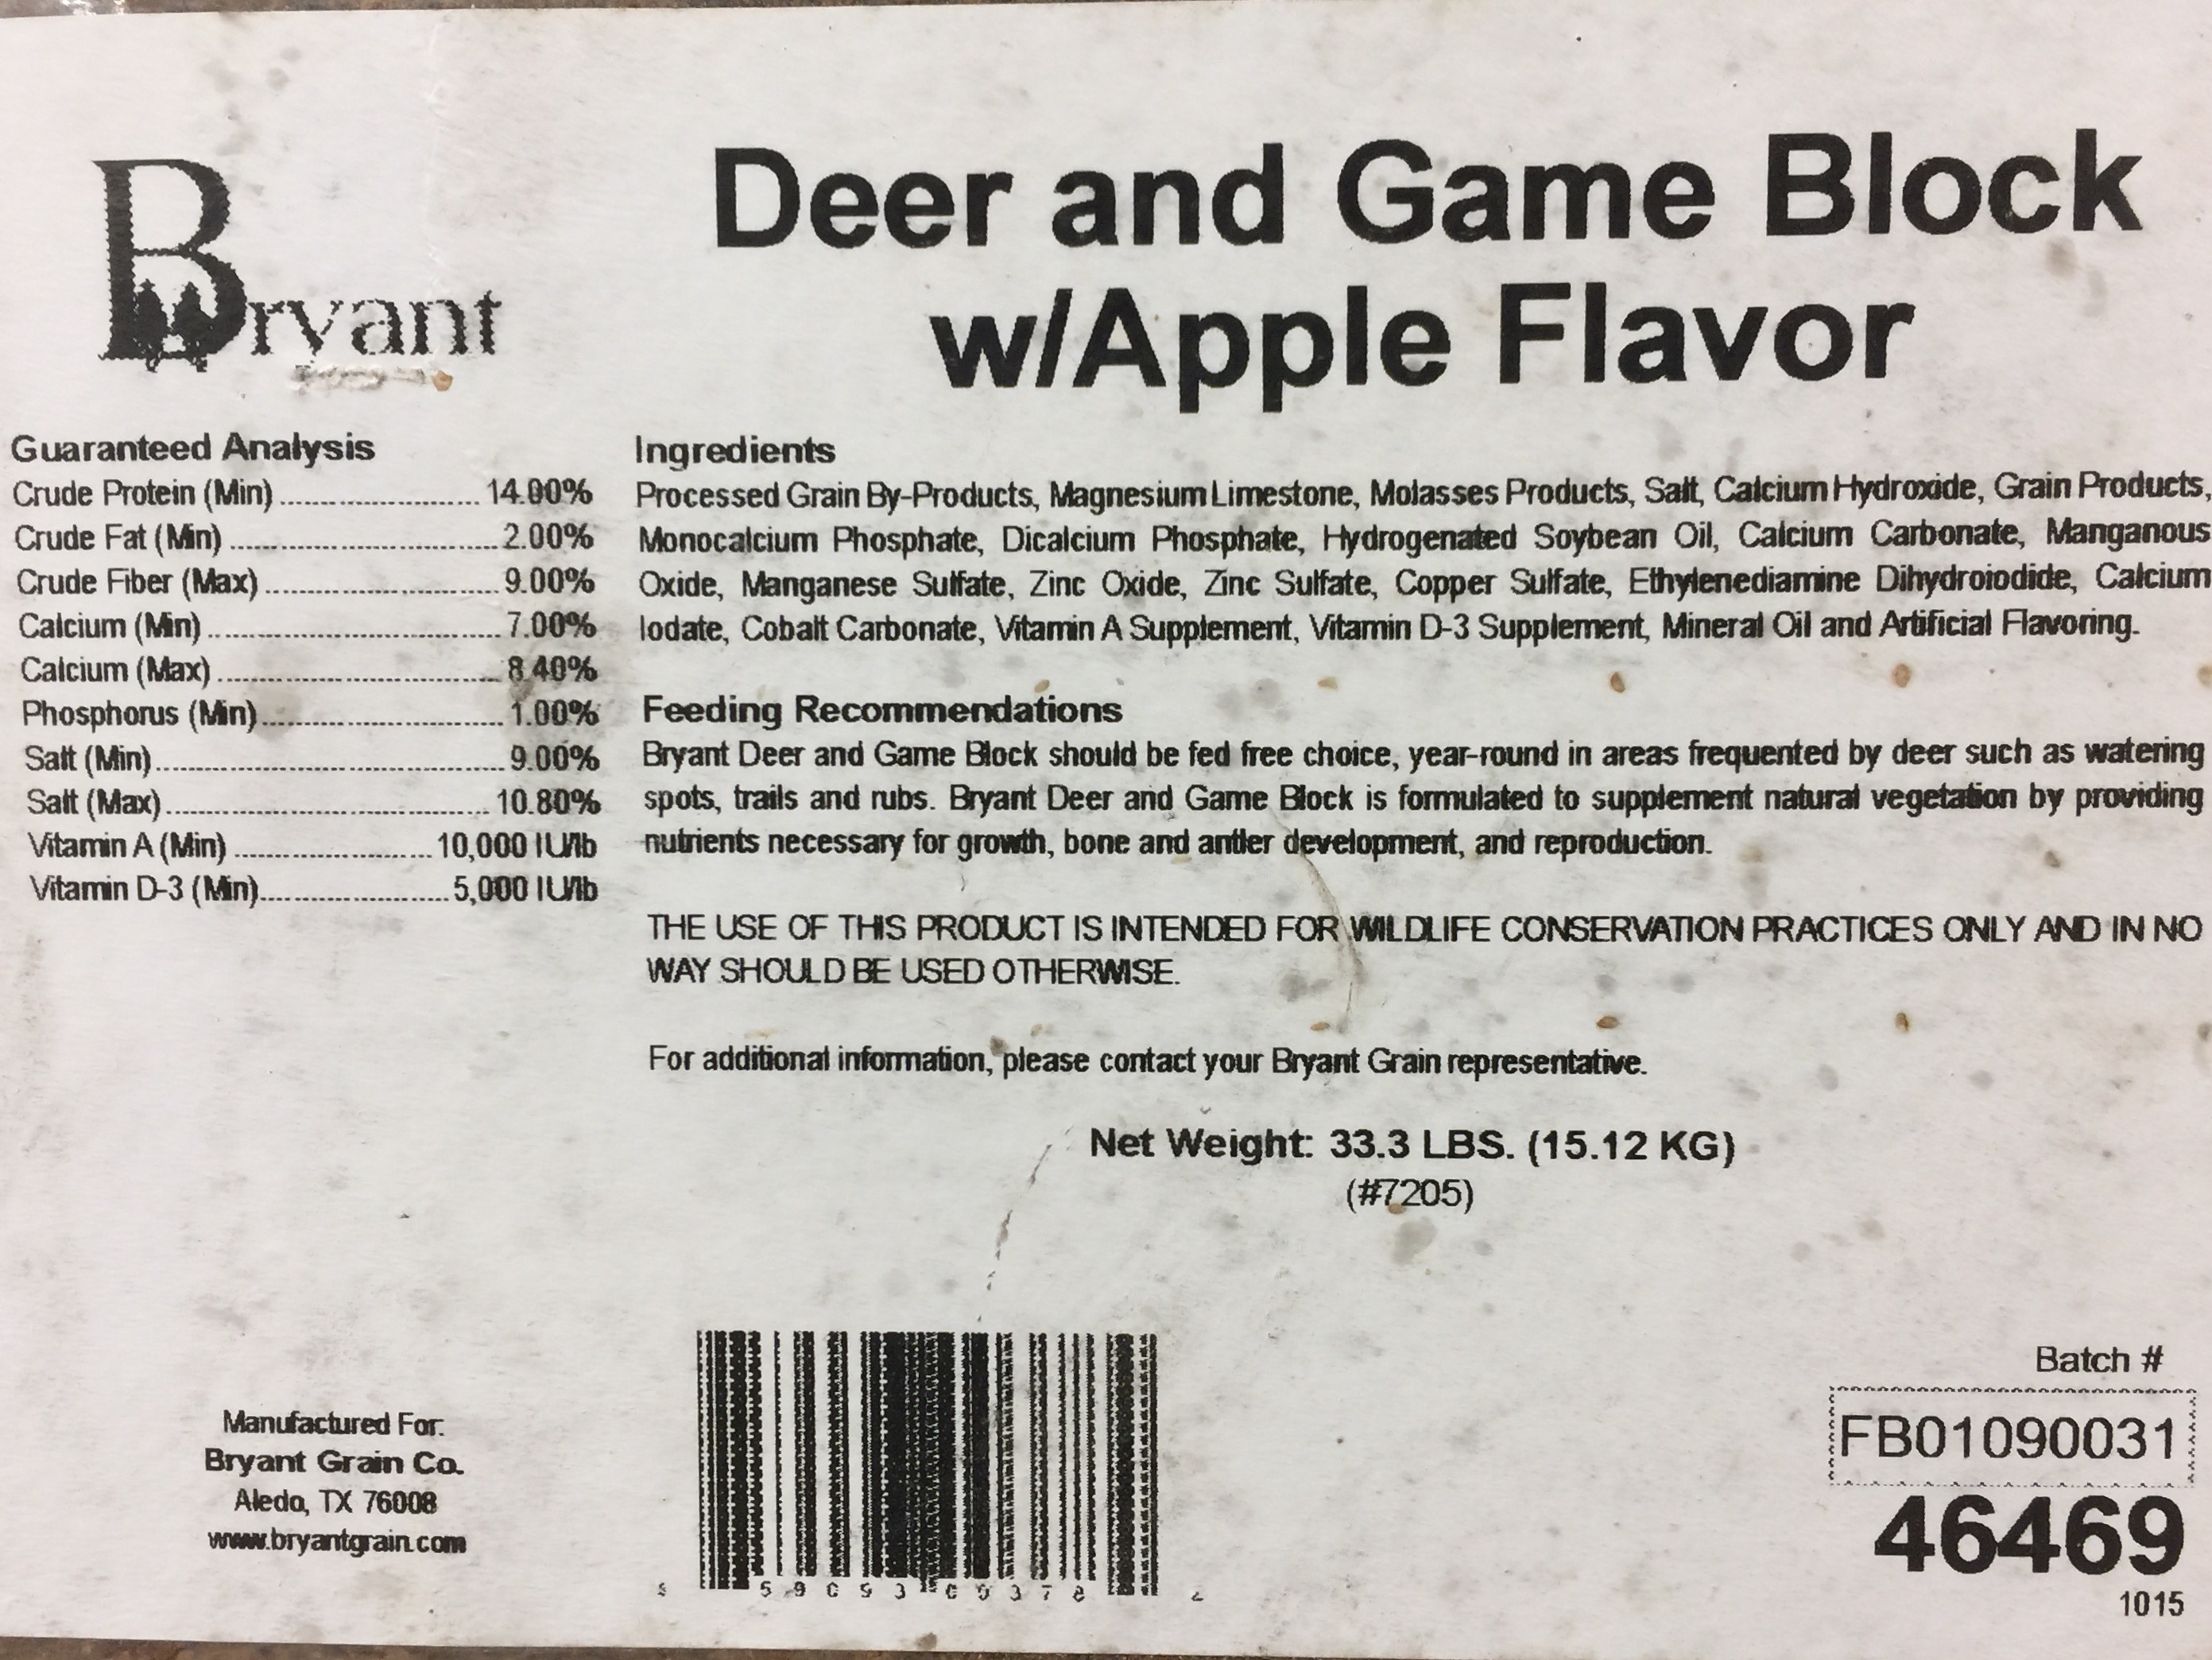 Deer and Game Block
w/Apple Flavor
Bryant
Guaranteed Analysis
Crude Protein (Min) 14.00%
Crude Fat (Min) 2.00%
Crude Fiber (Max) 9.00%
Calcium (Min) 7.00%
Calcium (Max) 8.40%
Phosphorus (Min) 1.00%
Salt (Min) 9.00%
Salt (Max) 10.80%
Vitamin A (Min) 10,000 IU/lb
Vitamin D-3 (Min) 5,000 IU/lb
Ingredients
Processed Grain By-Products, Magnesium Limestone, Molasses Products, Salt, Calcium Hydroxide, Grain Products,
Monocalcium Phosphate, Dicalcium Phosphate, Hydrogenated Soybean Oil, Calcium Carbonate, Manganous
Oxide, Manganese Sulfate, Zinc Oxide, Zinc Sulfate, Copper Sulfate, Ethylenediamine Dihydroiodide, Calcium
Iodate, Cobalt Carbonate, Vitamin A Supplement, Vitamin D-3 Supplement, Mineral Oil and Artificial Flavoring.
Feeding Recommendations
Bryant Deer and Game Block should be fed free choice, year-round in areas frequented by deer such as watering
spots, trails and rubs. Bryant Deer and Game Block is formulated to supplement natural vegetation by providing
nutrients necessary for growth, bone and antler development, and reproduction.
THE USE OF THIS PRODUCT IS INTENDED FOR WILDLIFE CONSERVATION PRACTICES ONLY AND IN NO
WAY SHOULD BE USED OTHERWISE.
For additional information, please contact your Bryant Grain representative.
Net Weight: 33.3 LBS. (15.12 KG)
(#7205)
Manufactured For:
Bryant Grain Co.
Aledo, TX 76008
www.bryantgrain.com
Batch #
FB01090031
46469
1015